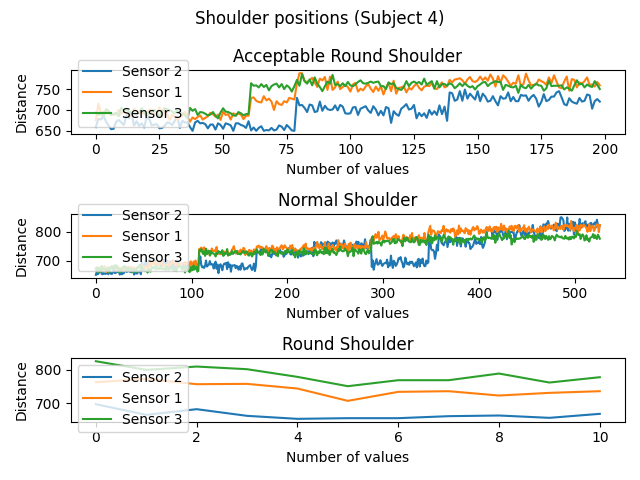 Shoulder positions (Subject 4)
Acceptable Round Shoulder
Distance
750
700
650
Sensor 2
Sensor 1
Sensor 3
0 25 50 75 100 125 150 175 200
Number of values
Normal Shoulder
Distance
800
700
Sensor 2
Sensor 1
Sensor 3
0 100 200 300 400 500
Number of values
Round Shoulder
Distance
800
700
Sensor 2
Sensor 1
Sensor 3
0 2 4 6 8 10
Number of values